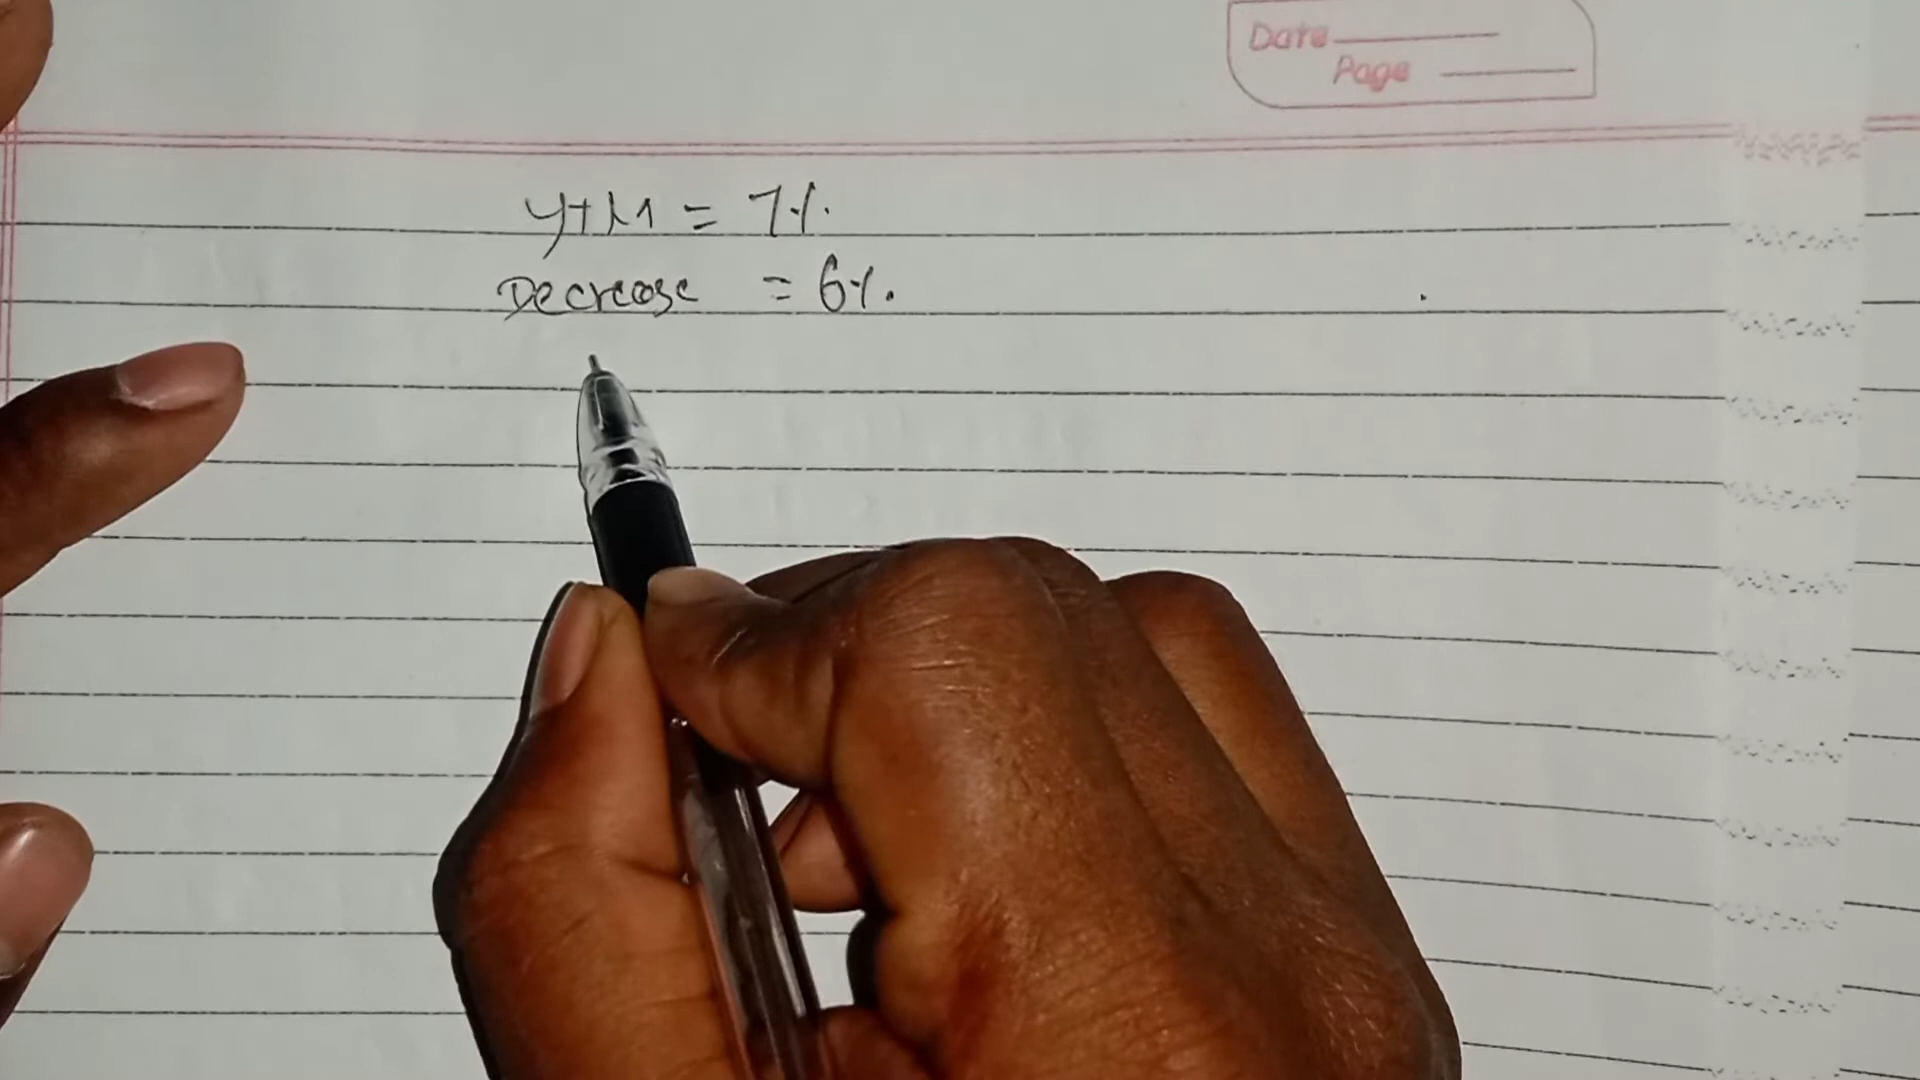 Date
Page
YTM = 7%.
Decrease = 6%.